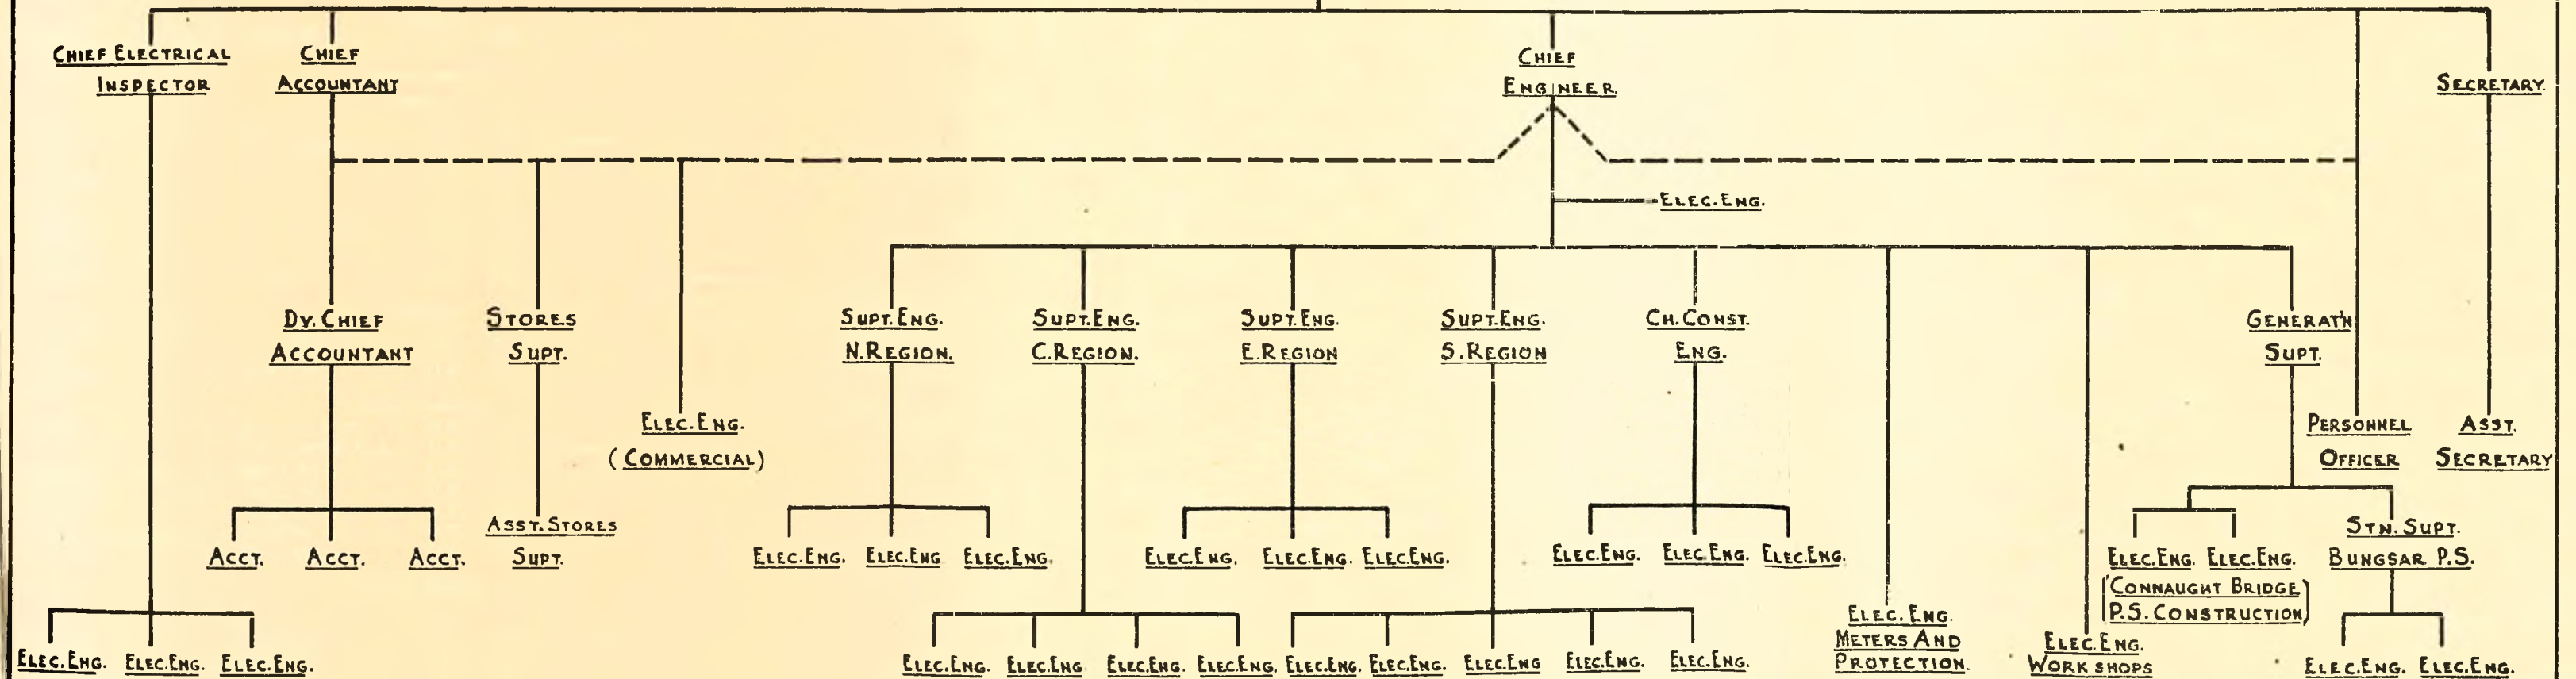 CHIEF ELECTRICAL
INSPECTOR
CHIEF
ACCOUNTANT
CHIEF
ENGINEER.
SECRETARY.
ELEC.ENG.
DY. CHIEF
ACCOUNTANT
STORES
SUPT.
ELEC.ENG.
(COMMERCIAL)
SUPT.ENG.
N.REGION.
SUPT.ENG.
C.REGION.
SUPT.ENG.
E.REGION
SUPT.ENG.
S.REGION
CH.CONST.
ENG.
GENERAT'N
SUPT.
PERSONNEL
OFFICER
ASST.
SECRETARY
ACCT.
ACCT.
ACCT.
ASST.STORES
SUPT.
ELEC.ENG.
ELEC.ENG
ELEC.ENG.
ELEC.ENG.
ELEC.ENG.
ELEC.ENG.
ELEC.ENG.
ELEC.ENG.
ELEC.ENG.
ELEC.ENG.
ELEC.ENG.
(CONNAUGHT BRIDGE)
(P.S. CONSTRUCTION)
STN. SUPT.
BUNGSAR P.S.
ELEC.ENG.
ELEC.ENG.
ELEC.ENG.
ELEC.ENG.
ELEC.ENG
ELEC.ENG.
ELEC.ENG.
ELEC.ENG.
ELEC.ENG.
ELEC.ENG
ELEC.ENG.
ELEC.ENG.
ELEC. ENG.
METERS AND
PROTECTION.
ELEC.ENG.
WORKSHOPS
ELEC.ENG.
ELEC.ENG.